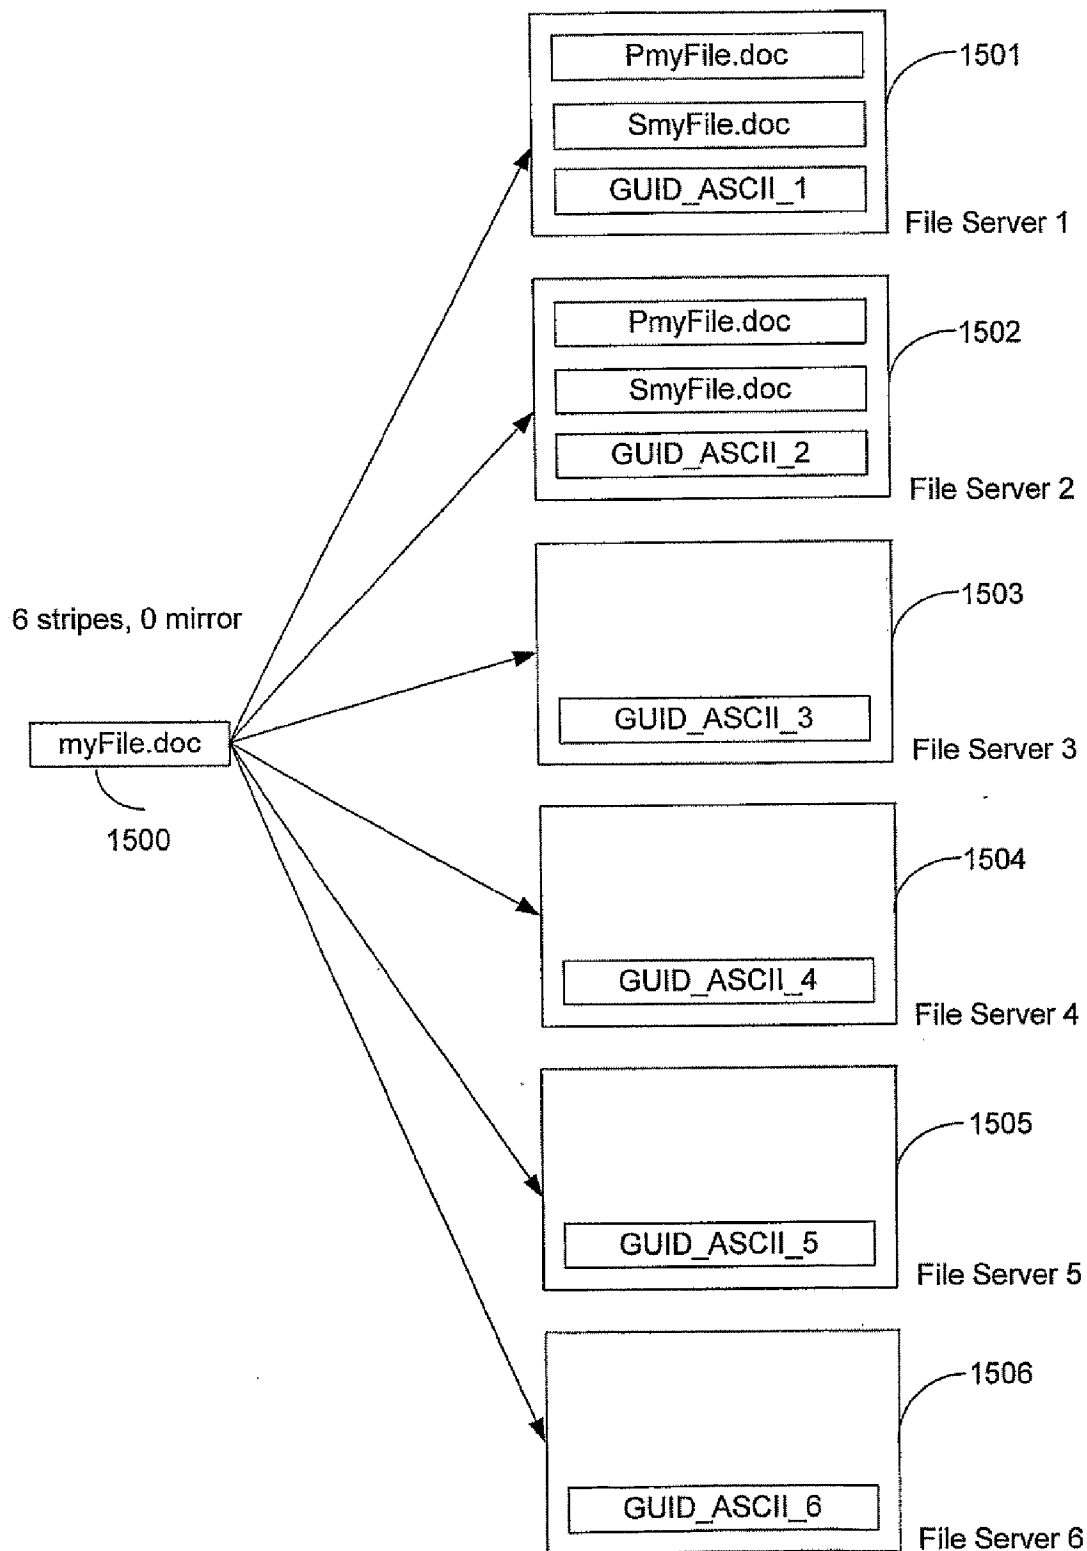 PmyFile.doc
1501
SmyFile.doc
GUID_ASCII_1
File Server 1
PmyFile.doc
1502
SmyFile.doc
GUID_ASCII_2
File Server 2
1503
6 stripes, 0 mirror
GUID_ASCII_3
myFile.doc
File Server 3
1500
1504
GUID_ASCII_4
File Server 4
1505
GUID_ASCII_5
File Server 5
1506
GUID_ASCII_6
File Server 6